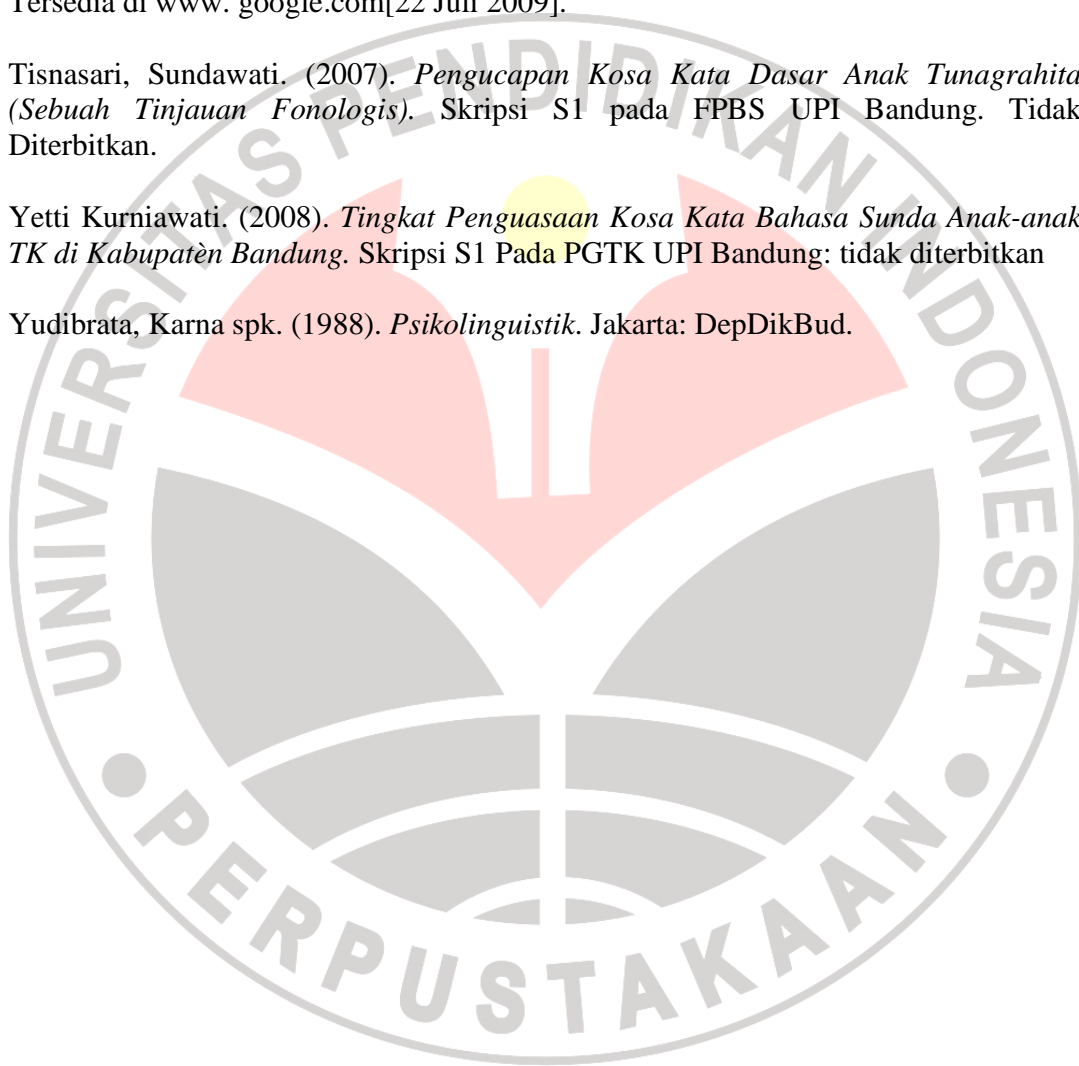 Tersedia di www. google.com[22 Juli 2009].
Tisnasari, Sundawati. (2007). Pengucapan Kosa Kata Dasar Anak Tunagrahita
(Sebuah Tinjauan Fonologis). Skripsi S1 pada FPBS UPI Bandung. Tidak
Diterbitkan.
Yetti Kurniawati. (2008). Tingkat Penguasaan Kosa Kata Bahasa Sunda Anak-anak
TK di Kabupatèn Bandung. Skripsi S1 Pada PGTK UPI Bandung: tidak diterbitkan
Yudibrata, Karna spk. (1988). Psikolinguistik. Jakarta: DepDikBud.
UNIVERSITAS PENDIDIKAN INDONESIA
PERPUSTAKAAN